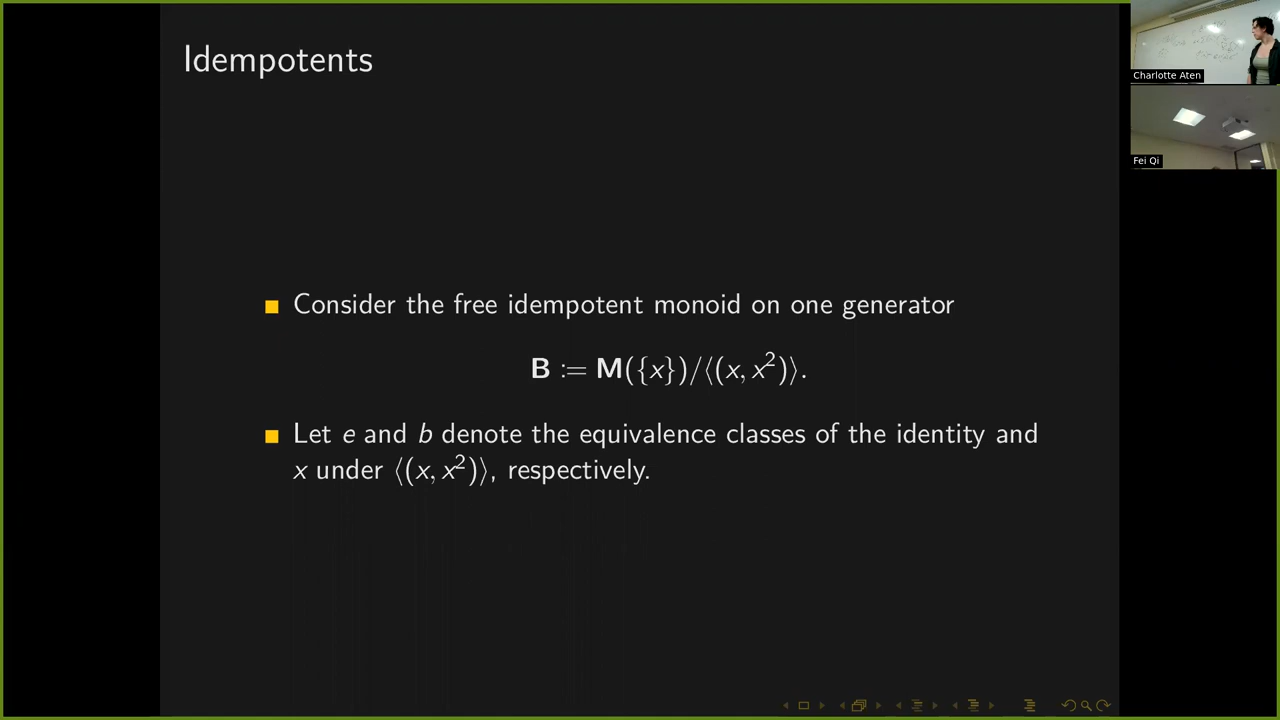 Idempotents
Consider the free idempotent monoid on one generator
B := M({x})/⟨(x, x²)⟩.
Let e and b denote the equivalence classes of the identity and
x under ⟨(x, x²)⟩, respectively.
Charlotte Aten
Fei Qi